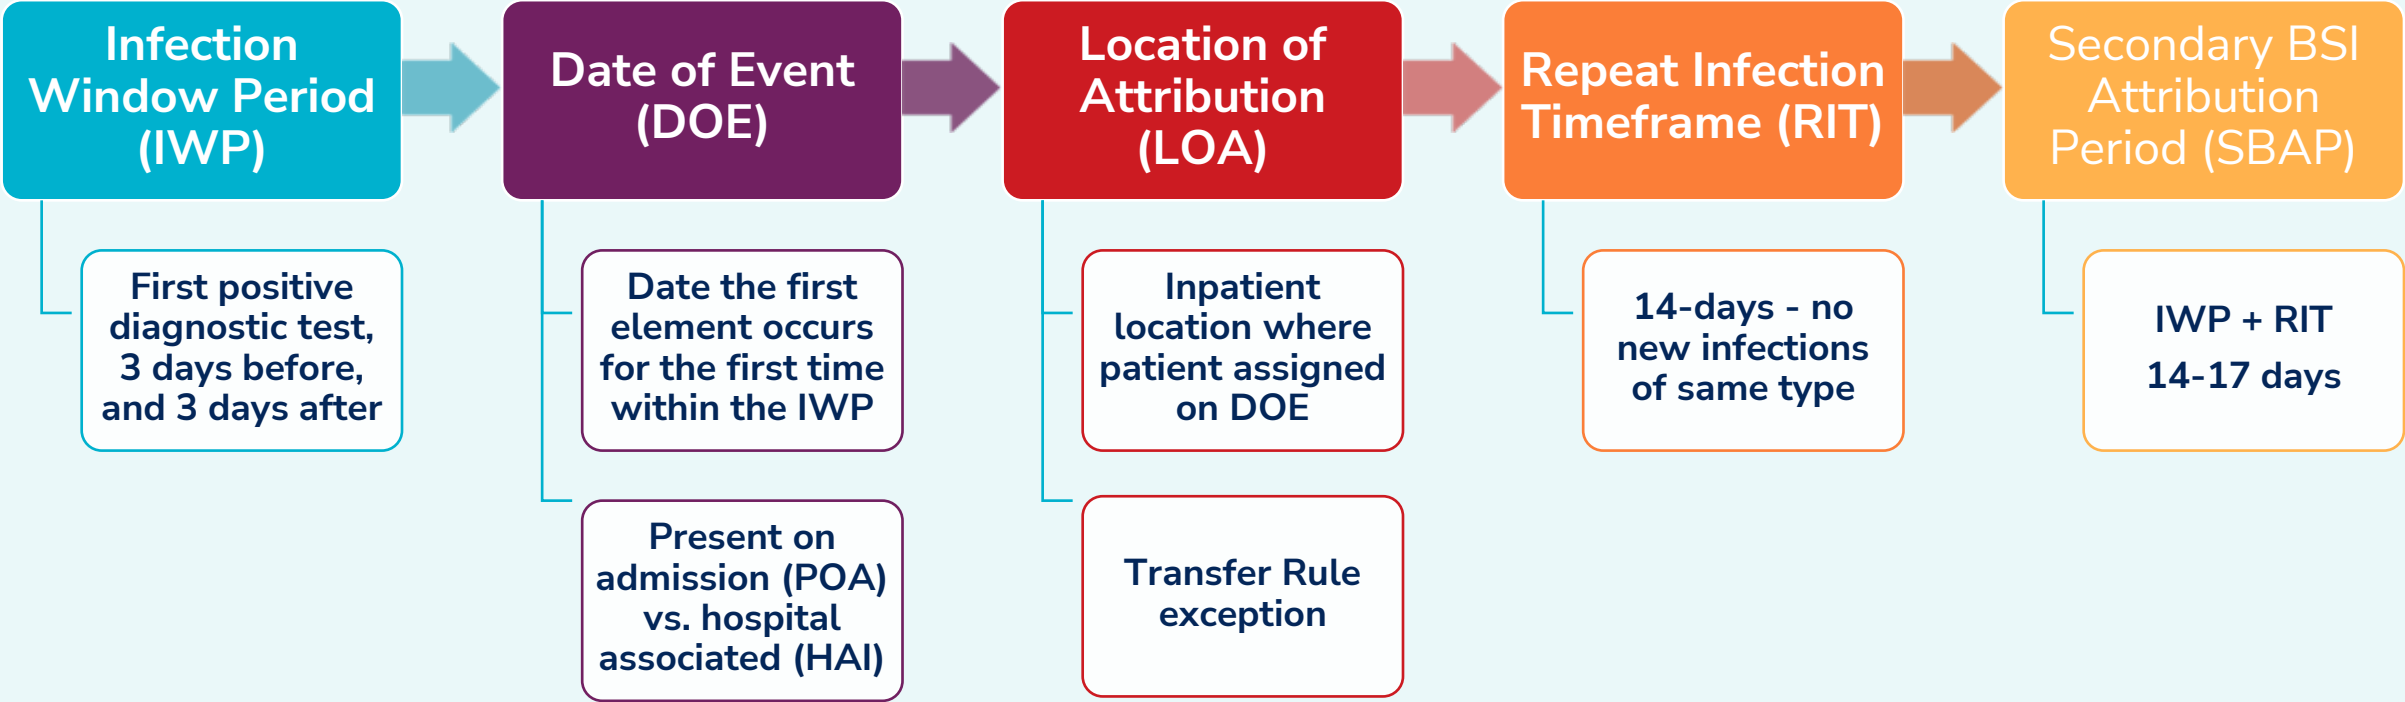 Infection
Window Period
(IWP)
First positive
diagnostic test,
3 days before,
and 3 days after
Date of Event
(DOE)
Date the first
element occurs
for the first time
within the IWP
Present on
admission (POA)
vs. hospital
associated (HAI)
Location of
Attribution
(LOA)
Inpatient
location where
patient assigned
on DOE
Transfer Rule
exception
Repeat Infection
Timeframe (RIT)
14-days - no
new infections
of same type
Secondary BSI
Attribution
Period (SBAP)
IWP + RIT
14-17 days